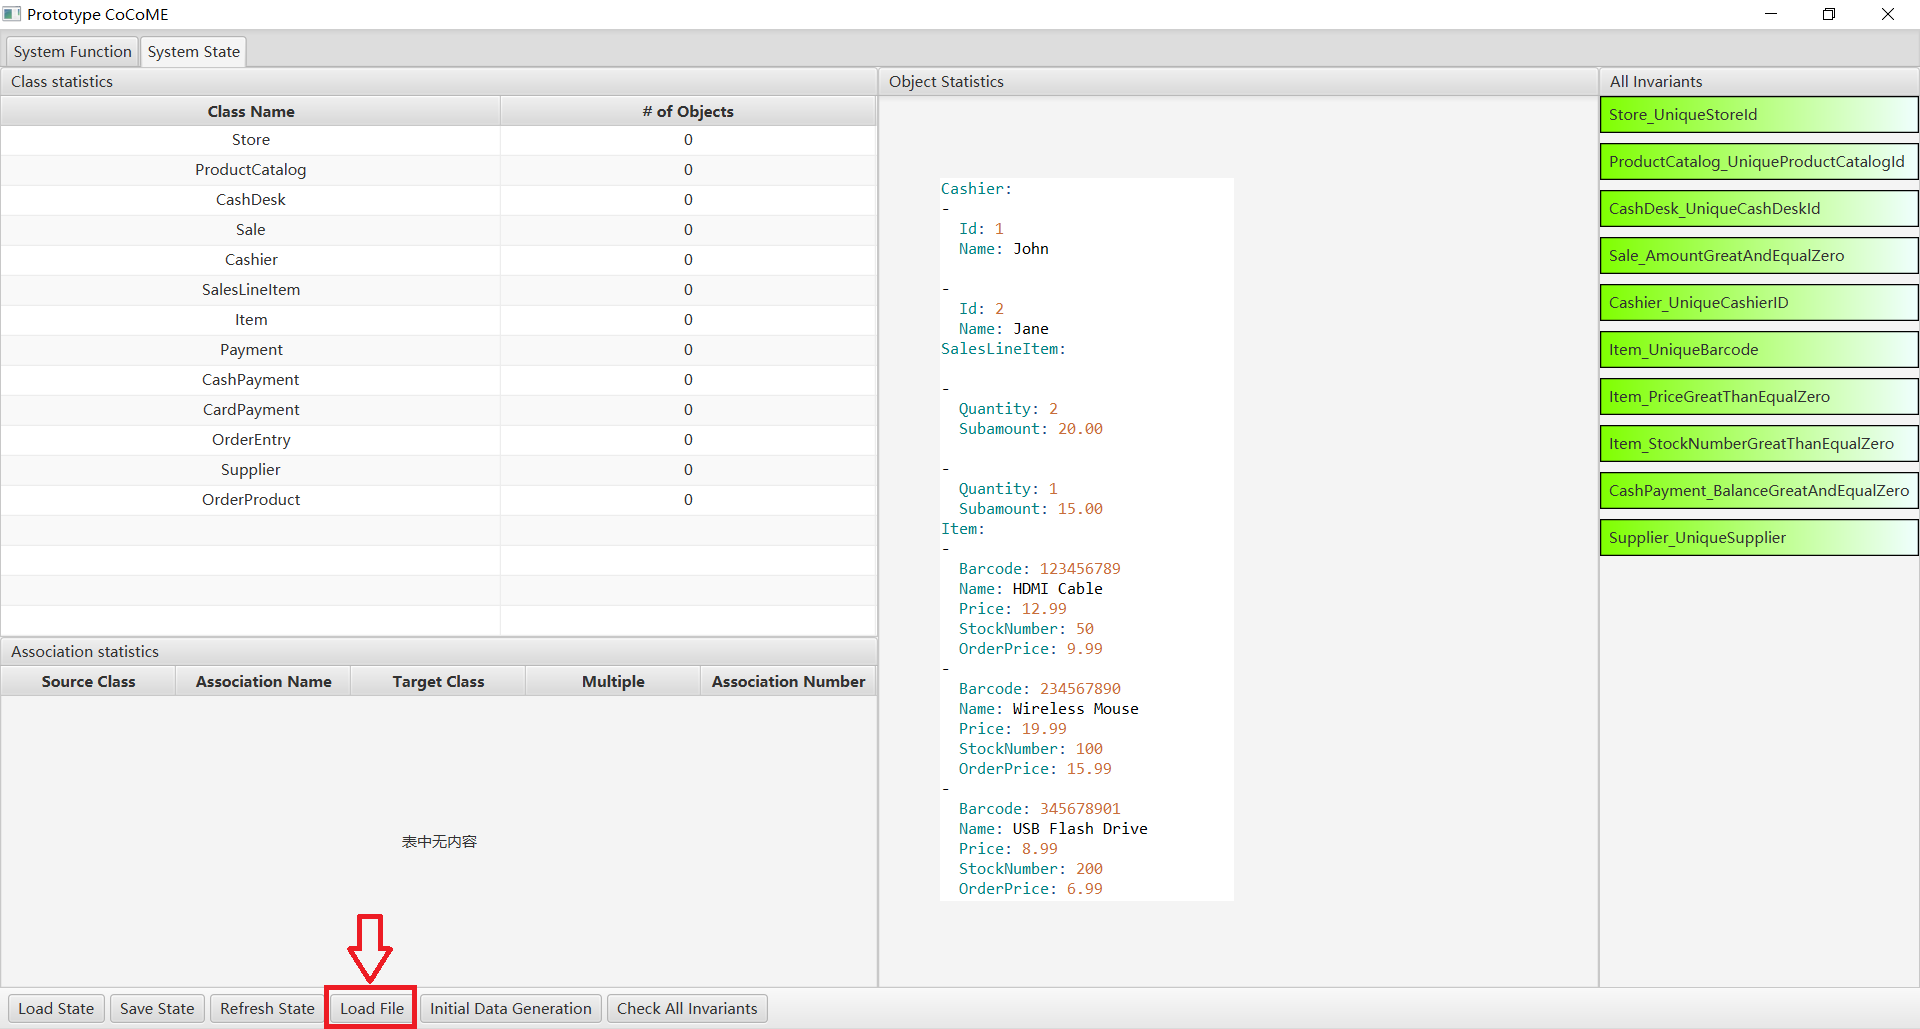 Prototype CoCoME
System Function System State
Class statistics
Class Name # of Objects
Store 0
ProductCatalog 0
CashDesk 0
Sale 0
Cashier 0
SalesLineItem 0
Item 0
Payment 0
CashPayment 0
CardPayment 0
OrderEntry 0
Supplier 0
OrderProduct 0
Association statistics
Source Class Association Name Target Class Multiple Association Number
表中无内容
Object Statistics
Cashier:
-
Id: 1
Name: John
-
Id: 2
Name: Jane
SalesLineItem:
-
Quantity: 2
Subamount: 20.00
-
Quantity: 1
Subamount: 15.00
Item:
-
Barcode: 123456789
Name: HDMI Cable
Price: 12.99
StockNumber: 50
OrderPrice: 9.99
-
Barcode: 234567890
Name: Wireless Mouse
Price: 19.99
StockNumber: 100
OrderPrice: 15.99
-
Barcode: 345678901
Name: USB Flash Drive
Price: 8.99
StockNumber: 200
OrderPrice: 6.99
All Invariants
Store_UniqueStoreId
ProductCatalog_UniqueProductCatalogId
CashDesk_UniqueCashDeskId
Sale_AmountGreatAndEqualZero
Cashier_UniqueCashierID
Item_UniqueBarcode
Item_PriceGreatThanEqualZero
Item_StockNumberGreatThanEqualZero
CashPayment_BalanceGreatAndEqualZero
Supplier_UniqueSupplier
Load State Save State Refresh State Load File Initial Data Generation Check All Invariants